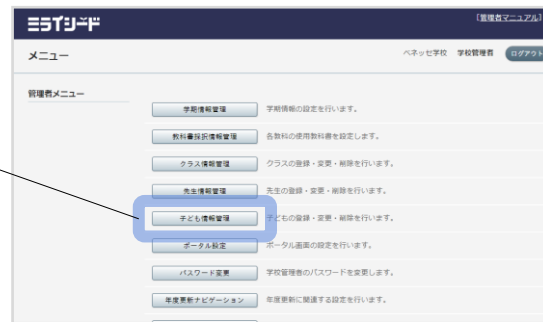 ミライシード
［管理者マニュアル］
メニュー
ベネッセ学校 学校管理者 ログアウト
管理者メニュー
学期情報管理 学期情報の設定を行います。
教科書採択情報管理 各教科の使用教科書を設定します。
クラス情報管理 クラスの登録・変更・削除を行います。
先生情報管理 先生の登録・変更・削除を行います。
子ども情報管理 子どもの登録・変更・削除を行います。
ポータル設定 ポータル画面の設定を行います。
パスワード変更 学校管理者のパスワードを変更します。
年度更新ナビゲーション 年度更新に関連する設定を行います。